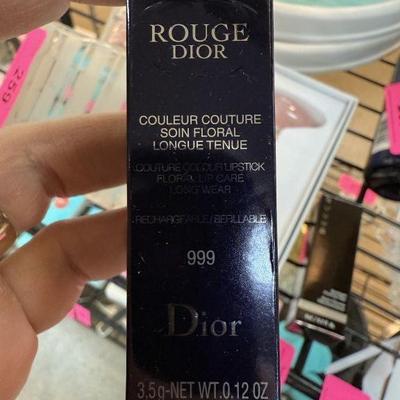 ROUGE
DIOR
COULEUR COUTURE
SOIN FLORAL
LONGUE TENUE
COUTURE COLOUR LIPSTICK
FLORAL LIP CARE
LONG WEAR
RECHARGEABLE/REFILLABLE
999
Dior
3.5g-NET WT.0.12 OZ
259